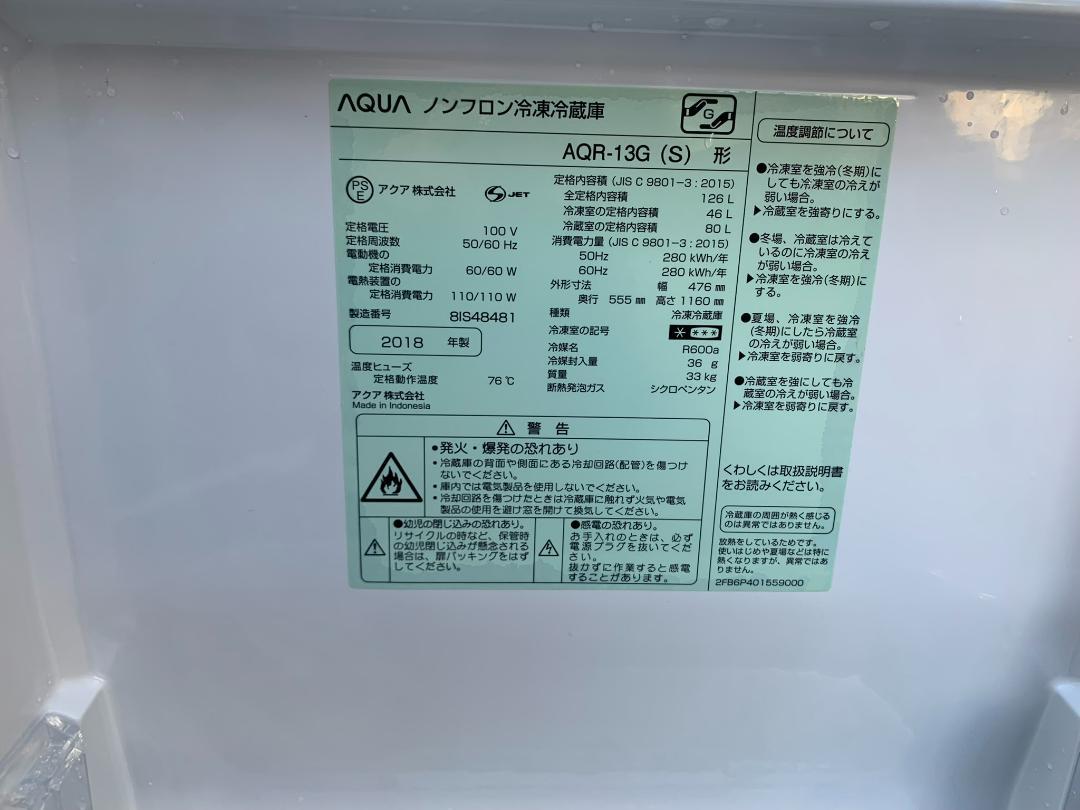 AQUA ノンフロン冷凍冷蔵庫
G
AQR-13G (S) 形
PS
E
アクア 株式会社
S JET
定格電圧 100 V
定格周波数 50/60 Hz
電動機の
定格消費電力 60/60 W
電熱装置の
定格消費電力 110/110 W
製造番号 8IS48481
2018 年製
温度ヒューズ
定格動作温度 76 ℃
アクア 株式会社
Made in Indonesia
定格内容積 (JIS C 9801-3 : 2015)
全定格内容積 126 L
冷凍室の定格内容積 46 L
冷蔵室の定格内容積 80 L
消費電力量 (JIS C 9801-3 : 2015)
50Hz 280 kWh/年
60Hz 280 kWh/年
外形寸法 幅 476 ㎜
奥行 555 ㎜ 高さ 1160 ㎜
種類 冷凍冷蔵庫
冷凍室の記号 * ***
冷媒名 R600a
冷媒封入量 36 g
質量 33 kg
断熱発泡ガス シクロペンタン
⚠ 警 告
•発火・爆発の恐れあり
•冷蔵庫の背面や側面にある冷却回路(配管)を傷つけ
ないでください。
•庫内では電気製品を使用しないでください。
•冷却回路を傷つけたときは冷蔵庫に触れず火気や電気
製品の使用を避け窓を開けて換気してください。
●幼児の閉じ込みの恐れあり。
リサイクルの時など、保管時
の幼児閉じ込みが懸念される
場合は、扉パッキングをはず
してください。
●感電の恐れあり。
お手入れのときは、必ず
電源プラグを抜いてくだ
さい。
抜かずに作業すると感電
することがあります。
温度調節について
●冷凍室を強冷(冬期)に
しても冷凍室の冷えが
弱い場合。
▶冷蔵室を強寄りにする。
●冬場、冷蔵室は冷えて
いるのに冷凍室の冷え
が弱い場合。
▶冷凍室を強冷(冬期)に
する。
●夏場、冷凍室を強冷
(冬期)にしたら冷蔵室
の冷えが弱い場合。
▶冷凍室を弱寄りに戻す。
●冷蔵室を強にしても冷
蔵室の冷えが弱い場合。
▶冷凍室を弱寄りに戻す。
くわしくは取扱説明書
をお読みください。
冷蔵庫の周囲が熱く感じる
のは異常ではありません。
放熱をしているためです。
使いはじめや夏場などは特に
熱くなりますが、異常ではあ
りません。
2FB6P401559000